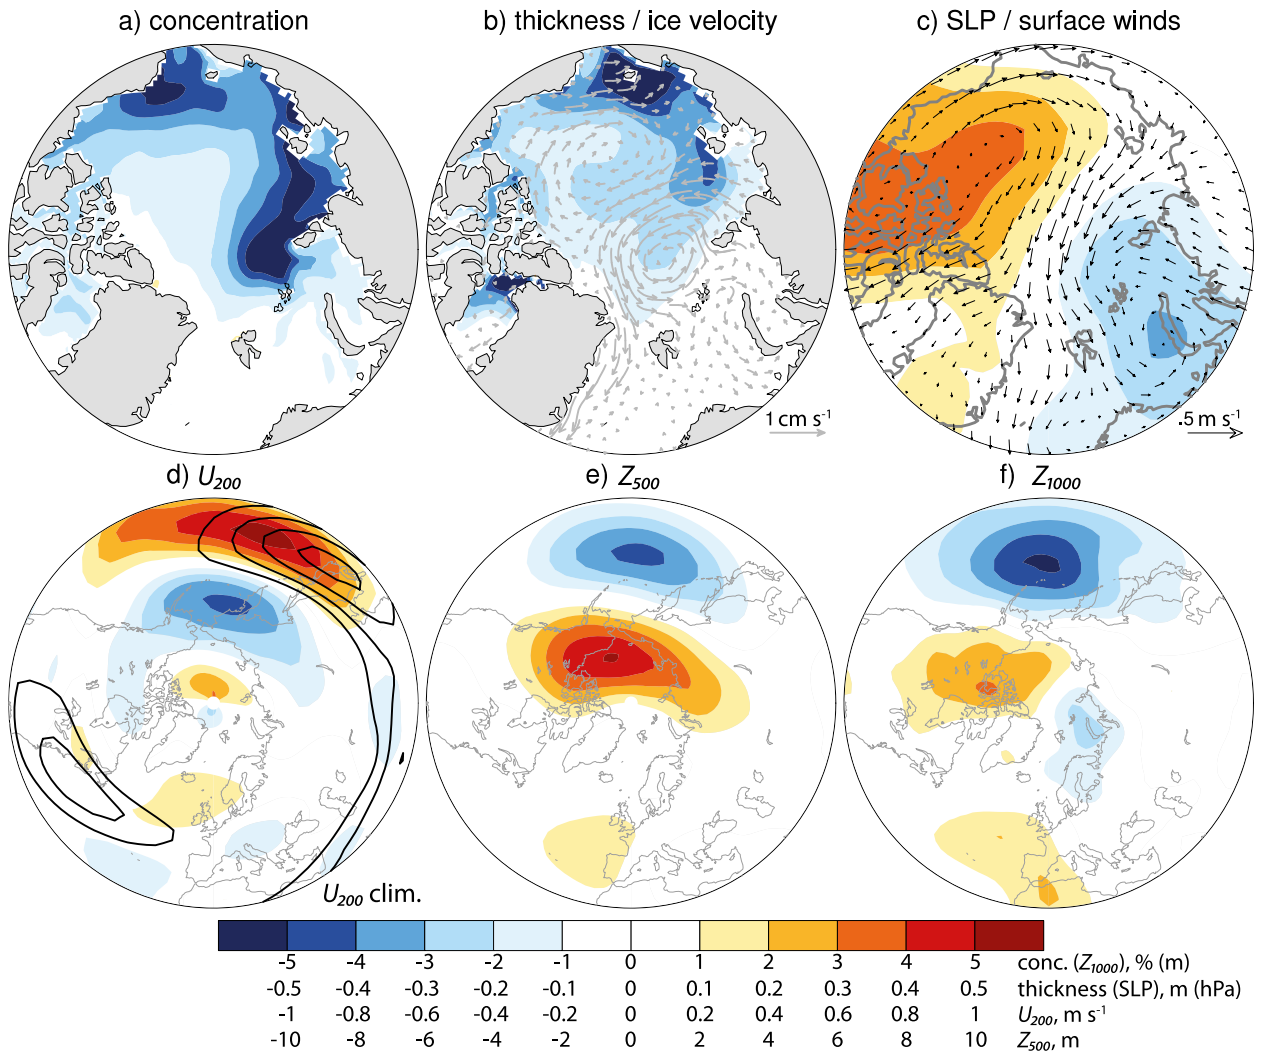 a) concentration
b) thickness / ice velocity
c) SLP / surface winds
1 cm s⁻¹
.5 m s⁻¹
d) U₂₀₀
e) Z₅₀₀
f) Z₁₀₀₀
U₂₀₀ clim.
-5 -4 -3 -2 -1 0 1 2 3 4 5 conc. (Z₁₀₀₀), % (m)
-0.5 -0.4 -0.3 -0.2 -0.1 0 0.1 0.2 0.3 0.4 0.5 thickness (SLP), m (hPa)
-1 -0.8 -0.6 -0.4 -0.2 0 0.2 0.4 0.6 0.8 1 U₂₀₀, m s⁻¹
-10 -8 -6 -4 -2 0 2 4 6 8 10 Z₅₀₀, m